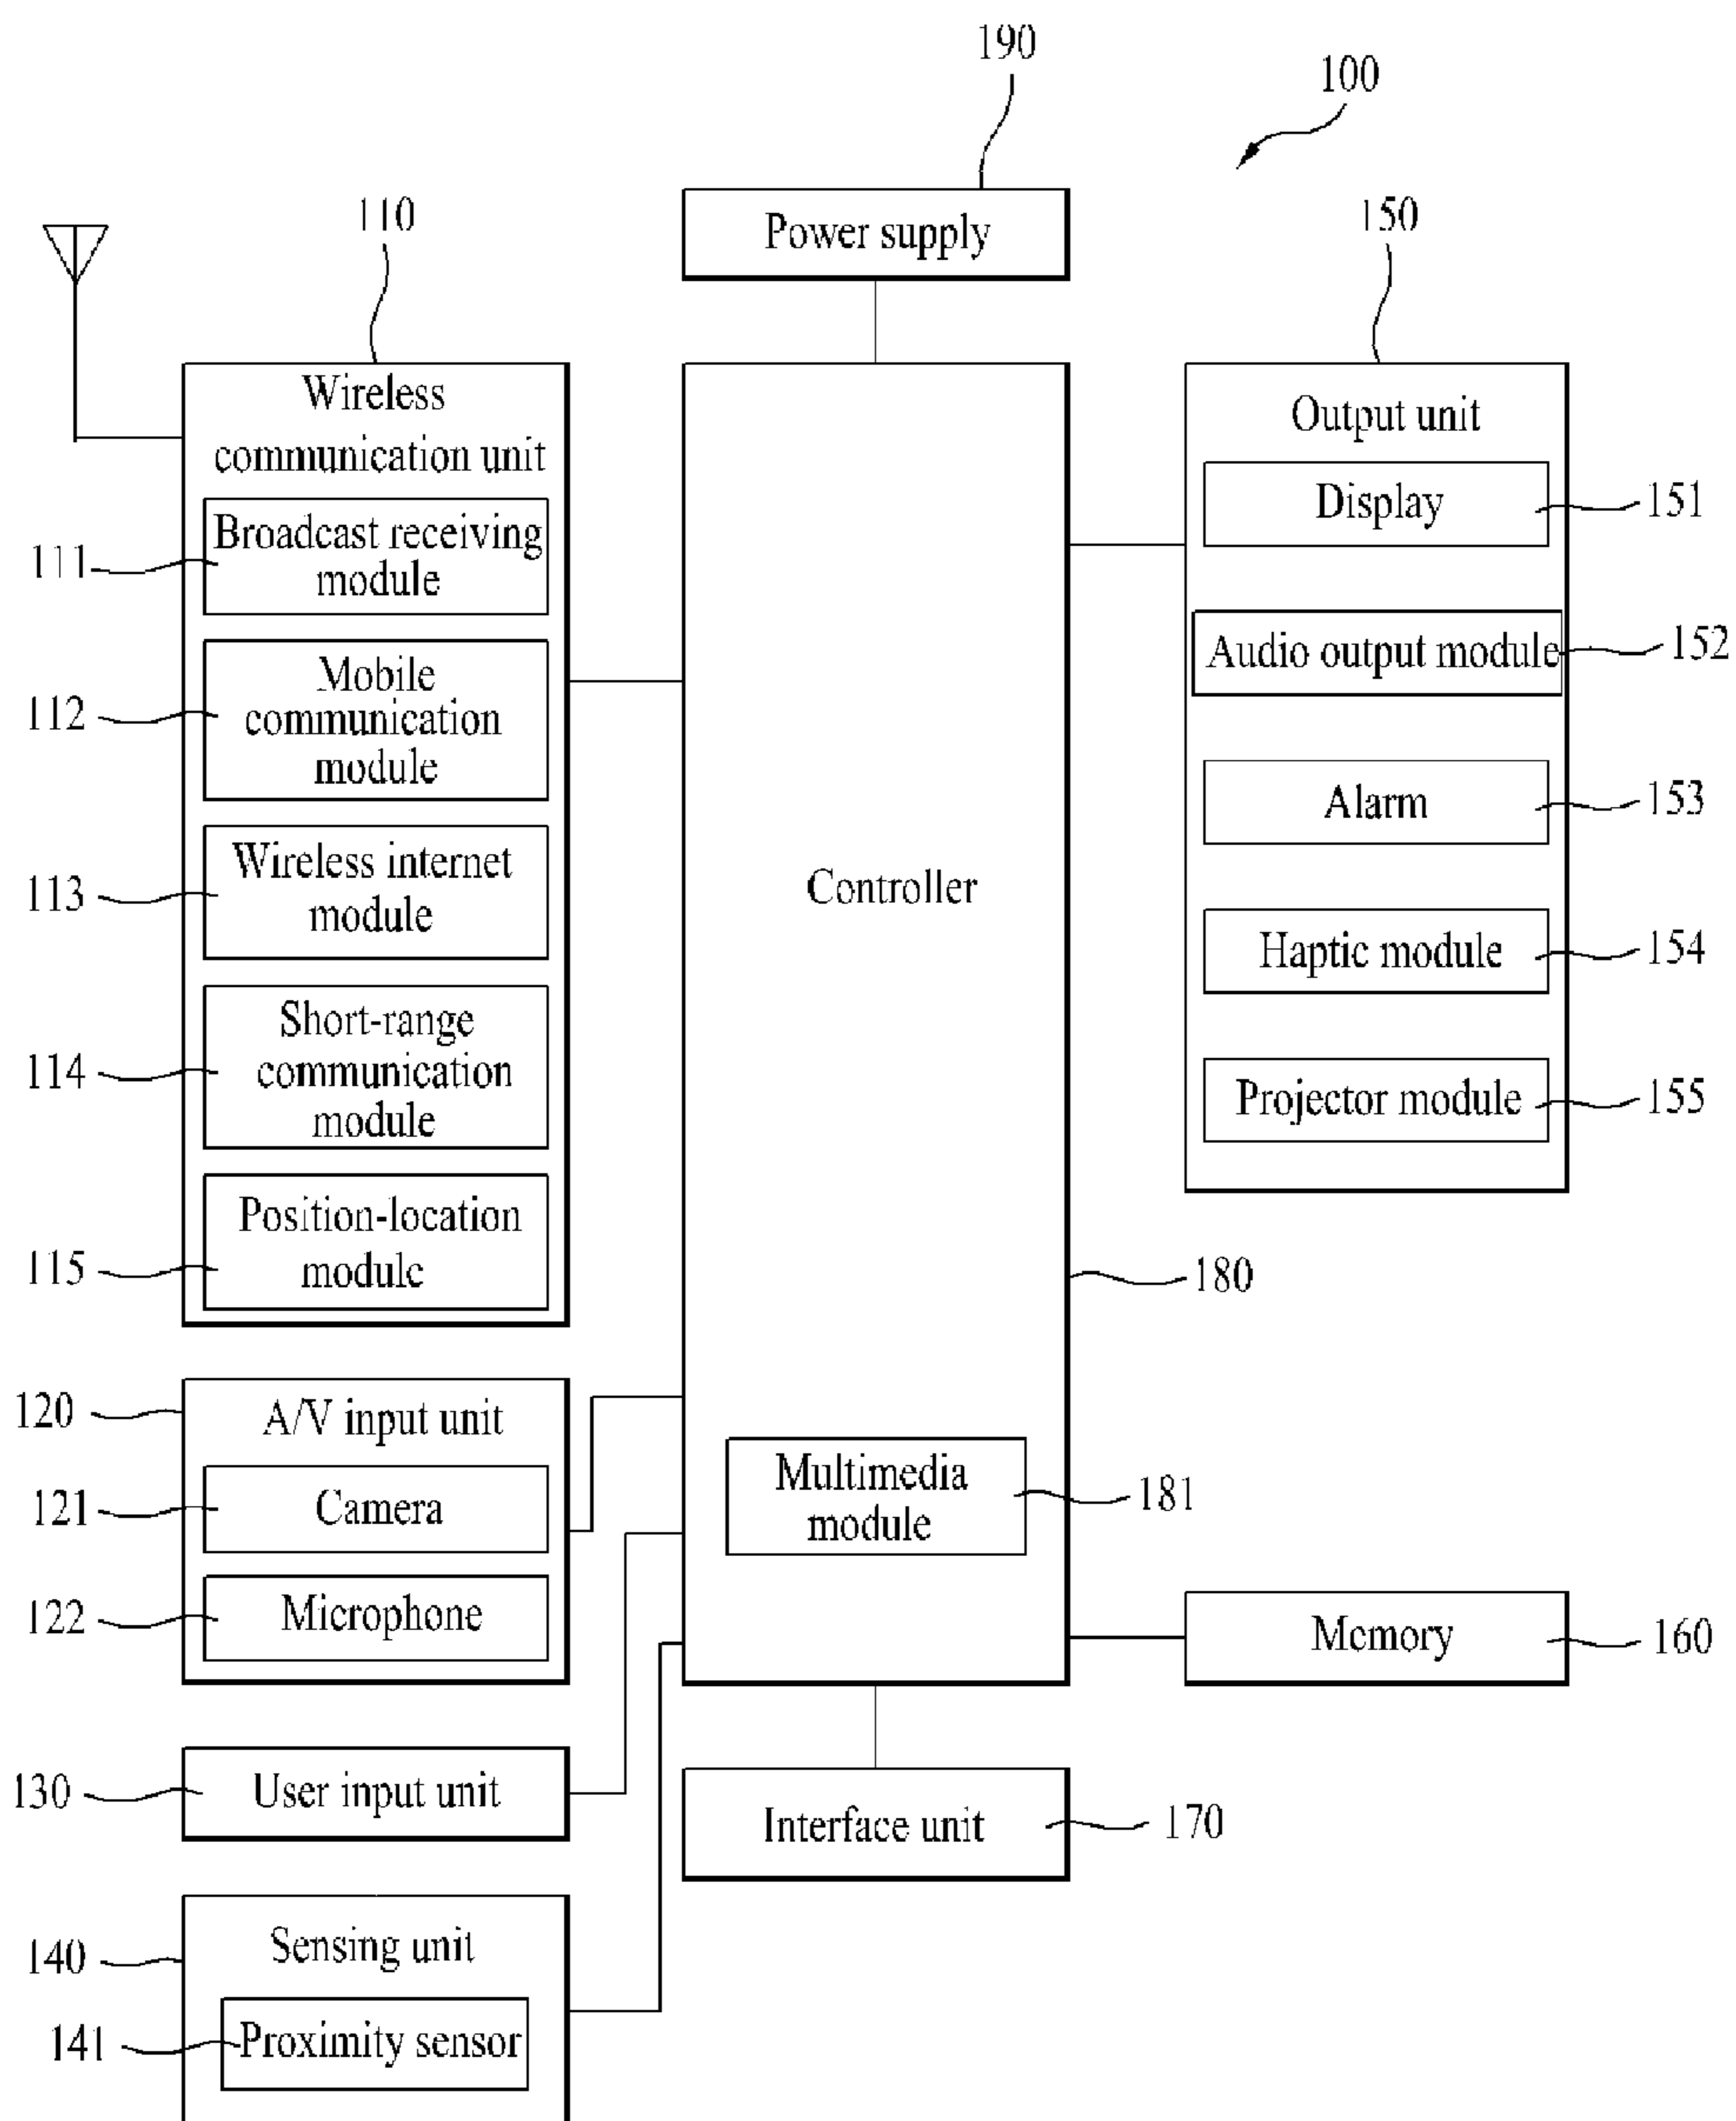 190
100
Power supply
110
Wireless
communication unit
111
Broadcast receiving
module
112
Mobile
communication
module
113
Wireless internet
module
114
Short-range
communication
module
115
Position-location
module
120
A/V input unit
121
Camera
122
Microphone
130
User input unit
140
Sensing unit
141
Proximity sensor
Controller
180
Multimedia
module
181
Interface unit
170
150
Output unit
Display
151
Audio output module
152
Alarm
153
Haptic module
154
Projector module
155
Memory
160